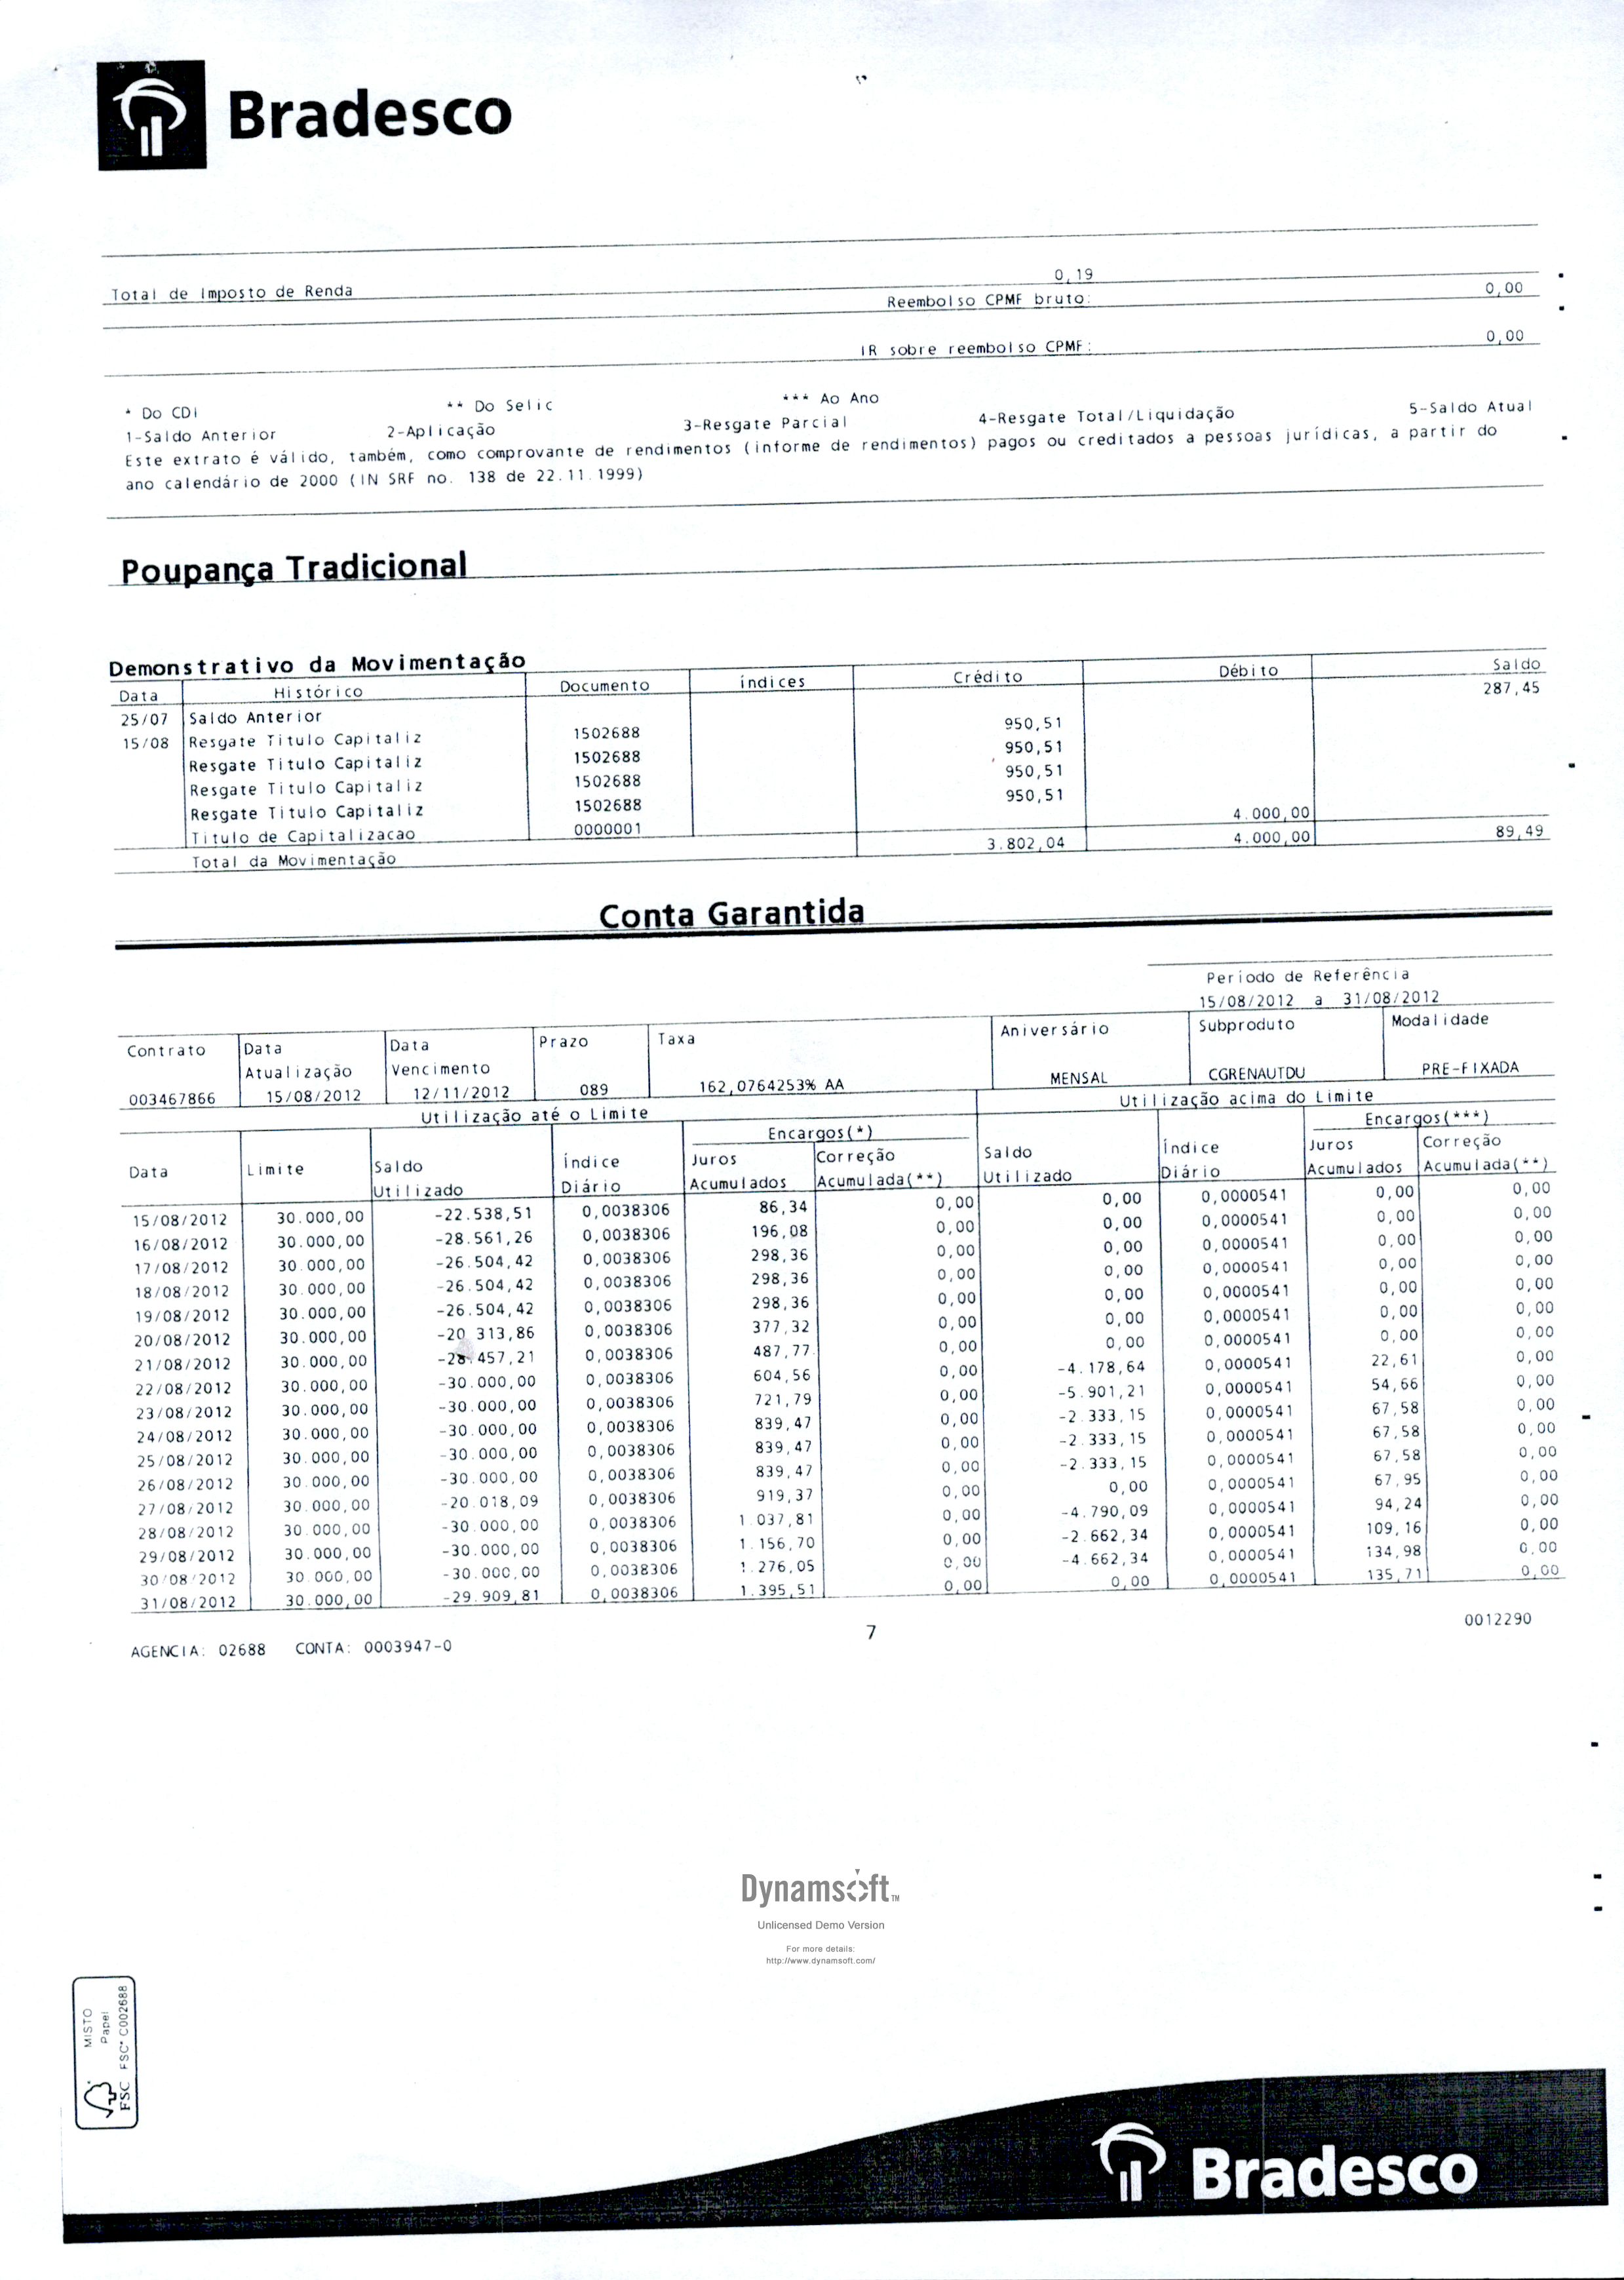 Bradesco
Total de Imposto de Renda 0,19
Reembolso CPMF bruto: 0,00
IR sobre reembolso CPMF: 0,00
* Do CDI ** Do Selic *** Ao Ano
1-Saldo Anterior 2-Aplicação 3-Resgate Parcial 4-Resgate Total/Liquidação 5-Saldo Atual
Este extrato é válido, também, como comprovante de rendimentos (informe de rendimentos) pagos ou creditados a pessoas jurídicas, a partir do
ano calendário de 2000 (IN SRF no. 138 de 22.11.1999)
Poupança Tradicional
Demonstrativo da Movimentação
Data Histórico Documento índices Crédito Débito Saldo
25/07 Saldo Anterior 287,45
15/08 Resgate Titulo Capitaliz 1502688 950,51
Resgate Titulo Capitaliz 1502688 950,51
Resgate Titulo Capitaliz 1502688 950,51
Resgate Titulo Capitaliz 1502688 950,51
Titulo de Capitalizacao 0000001 4.000,00
Total da Movimentação 3.802,04 4.000,00 89,49
Conta Garantida
Período de Referência
15/08/2012 a 31/08/2012
Contrato Data Data Prazo Taxa Aniversário Subproduto Modalidade
Atualização Vencimento
003467866 15/08/2012 12/11/2012 089 162,0764253% AA MENSAL CGRENAUTDU PRE-FIXADA
Utilização até o Limite Utilização acima do Limite
Encargos(*) Encargos(***)
Data Limite Saldo Índice Juros Correção Saldo Índice Juros Correção
Utilizado Diário Acumulados Acumulada(**) Utilizado Diário Acumulados Acumulada(**)
15/08/2012 30.000,00 -22.538,51 0,0038306 86,34 0,00 0,00 0,0000541 0,00 0,00
16/08/2012 30.000,00 -28.561,26 0,0038306 196,08 0,00 0,00 0,0000541 0,00 0,00
17/08/2012 30.000,00 -26.504,42 0,0038306 298,36 0,00 0,00 0,0000541 0,00 0,00
18/08/2012 30.000,00 -26.504,42 0,0038306 298,36 0,00 0,00 0,0000541 0,00 0,00
19/08/2012 30.000,00 -26.504,42 0,0038306 298,36 0,00 0,00 0,0000541 0,00 0,00
20/08/2012 30.000,00 -20.313,86 0,0038306 377,32 0,00 0,00 0,0000541 0,00 0,00
21/08/2012 30.000,00 -28.457,21 0,0038306 487,77 0,00 0,00 0,0000541 0,00 0,00
22/08/2012 30.000,00 -30.000,00 0,0038306 604,56 0,00 -4.178,64 0,0000541 22,61 0,00
23/08/2012 30.000,00 -30.000,00 0,0038306 721,79 0,00 -5.901,21 0,0000541 54,66 0,00
24/08/2012 30.000,00 -30.000,00 0,0038306 839,47 0,00 -2.333,15 0,0000541 67,58 0,00
25/08/2012 30.000,00 -30.000,00 0,0038306 839,47 0,00 -2.333,15 0,0000541 67,58 0,00
26/08/2012 30.000,00 -30.000,00 0,0038306 839,47 0,00 -2.333,15 0,0000541 67,58 0,00
27/08/2012 30.000,00 -20.018,09 0,0038306 919,37 0,00 0,00 0,0000541 67,95 0,00
28/08/2012 30.000,00 -30.000,00 0,0038306 1.037,81 0,00 -4.790,09 0,0000541 94,24 0,00
29/08/2012 30.000,00 -30.000,00 0,0038306 1.156,70 0,00 -2.662,34 0,0000541 109,16 0,00
30/08/2012 30.000,00 -30.000,00 0,0038306 1.276,05 0,00 -4.662,34 0,0000541 134,98 0,00
31/08/2012 30.000,00 -29.909,81 0,0038306 1.395,51 0,00 0,00 0,0000541 135,71 0,00
AGENCIA: 02688 CONTA: 0003947-0 7 0012290
Dynamsoft™
Unlicensed Demo Version
For more details:
http://www.dynamsoft.com/
MISTO
Papel
FSC FSC® C002688
Bradesco